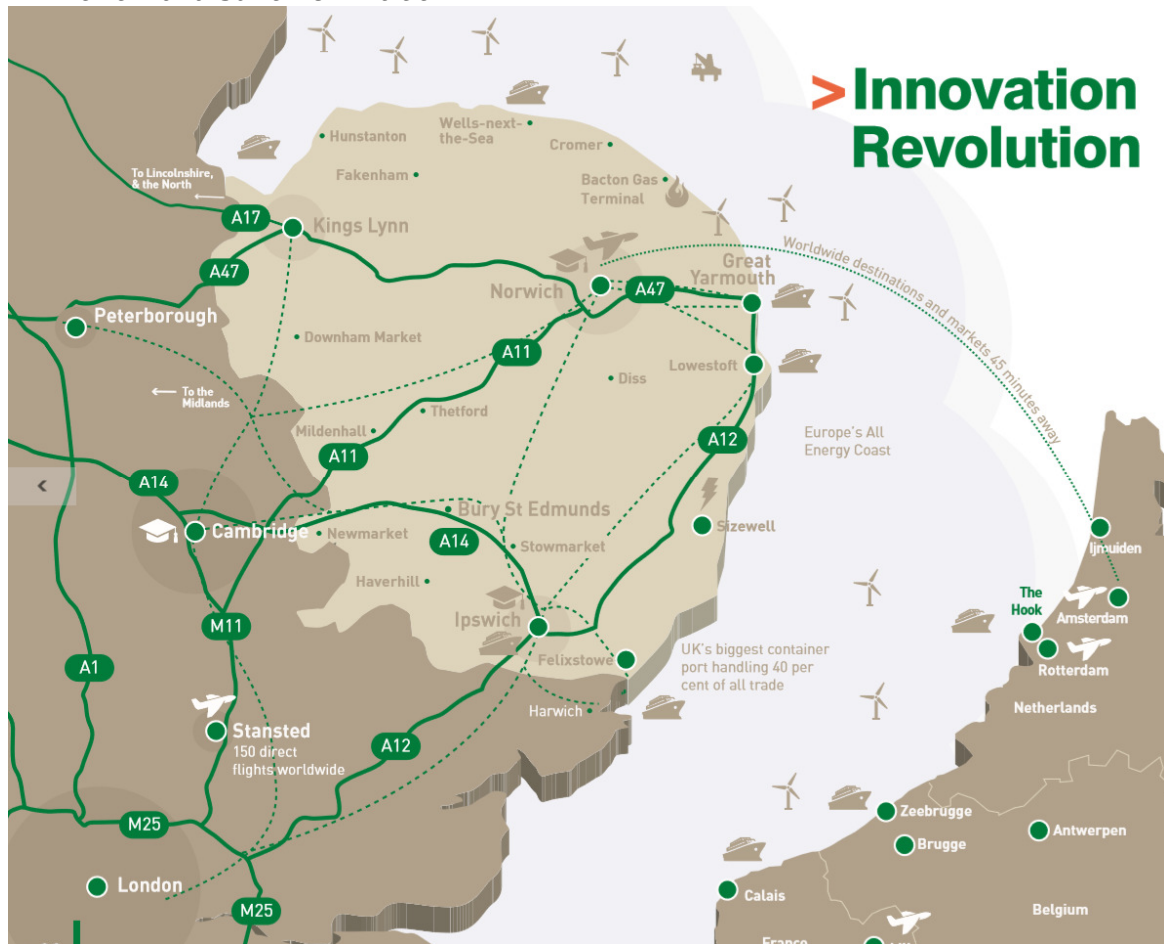 > Innovation
Revolution
Hunstanton
Wells-next-
the-Sea
Cromer
Fakenham
Bacton Gas
Terminal
To Lincolnshire,
& the North
A17
Kings Lynn
A47
Peterborough
Norwich
A47
Great
Yarmouth
Worldwide destinations and markets 45 minutes away
Downham Market
A11
Lowestoft
Diss
To the
Midlands
Thetford
Mildenhall
A11
A12
Europe's All
Energy Coast
A14
Cambridge
Bury St Edmunds
Newmarket
A14
Stowmarket
Sizewell
Ijmuiden
Haverhill
Ipswich
M11
The
Hook
Amsterdam
A1
Felixstowe
UK's biggest container
port handling 40 per
cent of all trade
Rotterdam
Netherlands
Harwich
Stansted
150 direct
flights worldwide
A12
M25
Zeebrugge
Antwerpen
Brugge
London
Calais
M25
Belgium
France